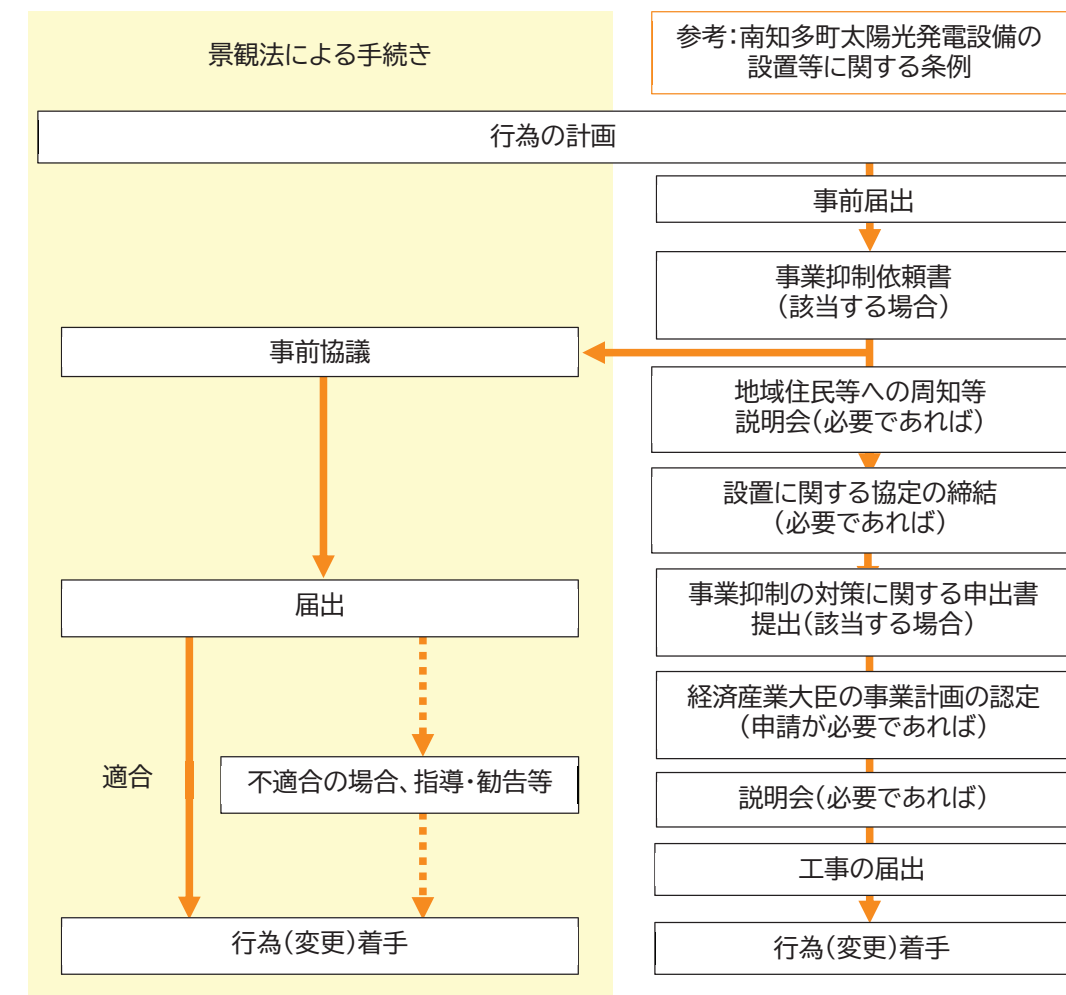 景観法による手続き
参考：南知多町太陽光発電設備の
設置等に関する条例
行為の計画
事前届出
事業抑制依頼書
（該当する場合）
事前協議
地域住民等への周知等
説明会（必要であれば）
設置に関する協定の締結
（必要であれば）
届出
事業抑制の対策に関する申出書
提出（該当する場合）
経済産業大臣の事業計画の認定
（申請が必要であれば）
適合
不適合の場合、指導・勧告等
説明会（必要であれば）
工事の届出
行為（変更）着手
行為（変更）着手